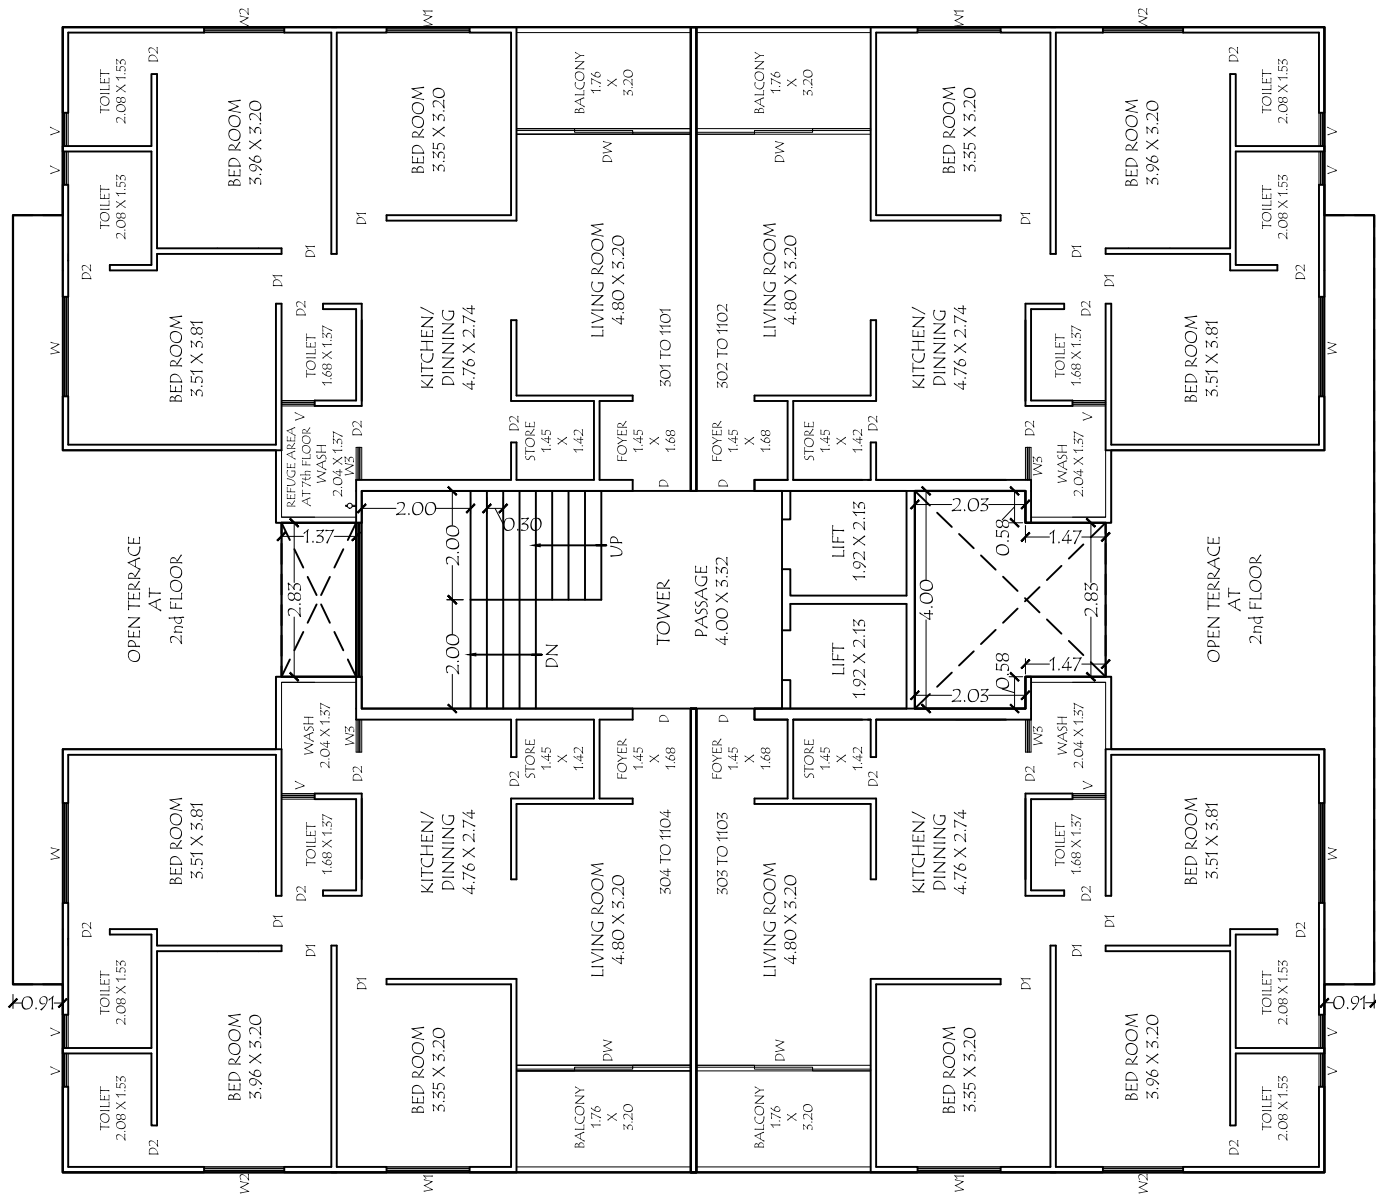 W2
W1
W1
W2
TOILET
2.08 X 1.53
D2
BED ROOM
3.96 X 3.20
BED ROOM
3.35 X 3.20
BALCONY
1.76
X
3.20
BALCONY
1.76
X
3.20
BED ROOM
3.35 X 3.20
BED ROOM
3.96 X 3.20
D2
TOILET
2.08 X 1.53
V
V
DW
DW
V
V
TOILET
2.08 X 1.53
D2
D1
D1
D1
D1
D1
D1
TOILET
2.08 X 1.53
D2
LIVING ROOM
4.80 X 3.20
LIVING ROOM
4.80 X 3.20
W
BED ROOM
3.51 X 3.81
D2
TOILET
1.68 X 1.37
KITCHEN/
DINNING
4.76 X 2.74
301 TO 1101
302 TO 1102
KITCHEN/
DINNING
4.76 X 2.74
D2
TOILET
1.68 X 1.37
BED ROOM
3.51 X 3.81
W
V
REFUGE AREA
AT 7th FLOOR
WASH
2.04 X 1.37
D2
W3
D2
STORE
1.45
X
1.42
FOYER
1.45
X
1.68
D
FOYER
1.45
X
1.68
D
STORE
1.45
X
1.42
D2
D2
W3
V
WASH
2.04 X 1.37
OPEN TERRACE
AT
2nd FLOOR
1.37
2.83
2.00
0.30
2.00
2.00
UP
DN
TOWER
PASSAGE
4.00 X 3.32
LIFT
1.92 X 2.13
LIFT
1.92 X 2.13
2.03
0.58
1.47
4.00
2.83
0.58
1.47
2.03
OPEN TERRACE
AT
2nd FLOOR
WASH
2.04 X 1.37
W3
D2
V
D2
STORE
1.45
X
1.42
FOYER
1.45
X
1.68
D
FOYER
1.45
X
1.68
D
STORE
1.45
X
1.42
D2
W3
D2
V
WASH
2.04 X 1.37
W
BED ROOM
3.51 X 3.81
TOILET
1.68 X 1.37
D2
KITCHEN/
DINNING
4.76 X 2.74
304 TO 1104
303 TO 1103
KITCHEN/
DINNING
4.76 X 2.74
TOILET
1.68 X 1.37
D2
BED ROOM
3.51 X 3.81
W
D2
D1
D1
D1
LIVING ROOM
4.80 X 3.20
LIVING ROOM
4.80 X 3.20
D1
D1
D1
D2
0.91
TOILET
2.08 X 1.53
TOILET
2.08 X 1.53
0.91
V
V
DW
DW
V
V
TOILET
2.08 X 1.53
D2
BED ROOM
3.96 X 3.20
BED ROOM
3.35 X 3.20
BALCONY
1.76
X
3.20
BALCONY
1.76
X
3.20
BED ROOM
3.35 X 3.20
BED ROOM
3.96 X 3.20
D2
TOILET
2.08 X 1.53
W2
W1
W1
W2